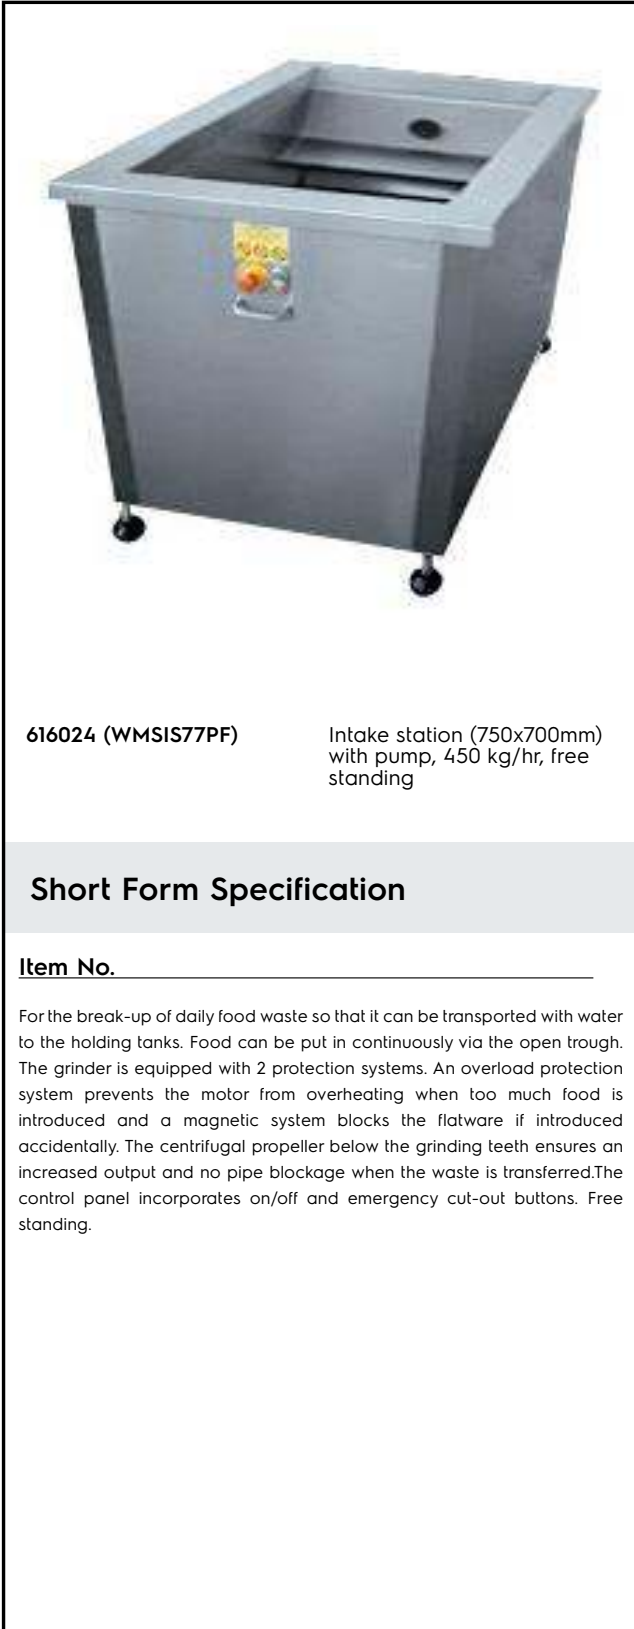 616024 (WMSIS77PF)
Intake station (750x700mm)
with pump, 450 kg/hr, free
standing
Short Form Specification
Item No.
For the break-up of daily food waste so that it can be transported with water
to the holding tanks. Food can be put in continuously via the open trough.
The grinder is equipped with 2 protection systems. An overload protection
system prevents the motor from overheating when too much food is
introduced and a magnetic system blocks the flatware if introduced
accidentally. The centrifugal propeller below the grinding teeth ensures an
increased output and no pipe blockage when the waste is transferred.The
control panel incorporates on/off and emergency cut-out buttons. Free
standing.